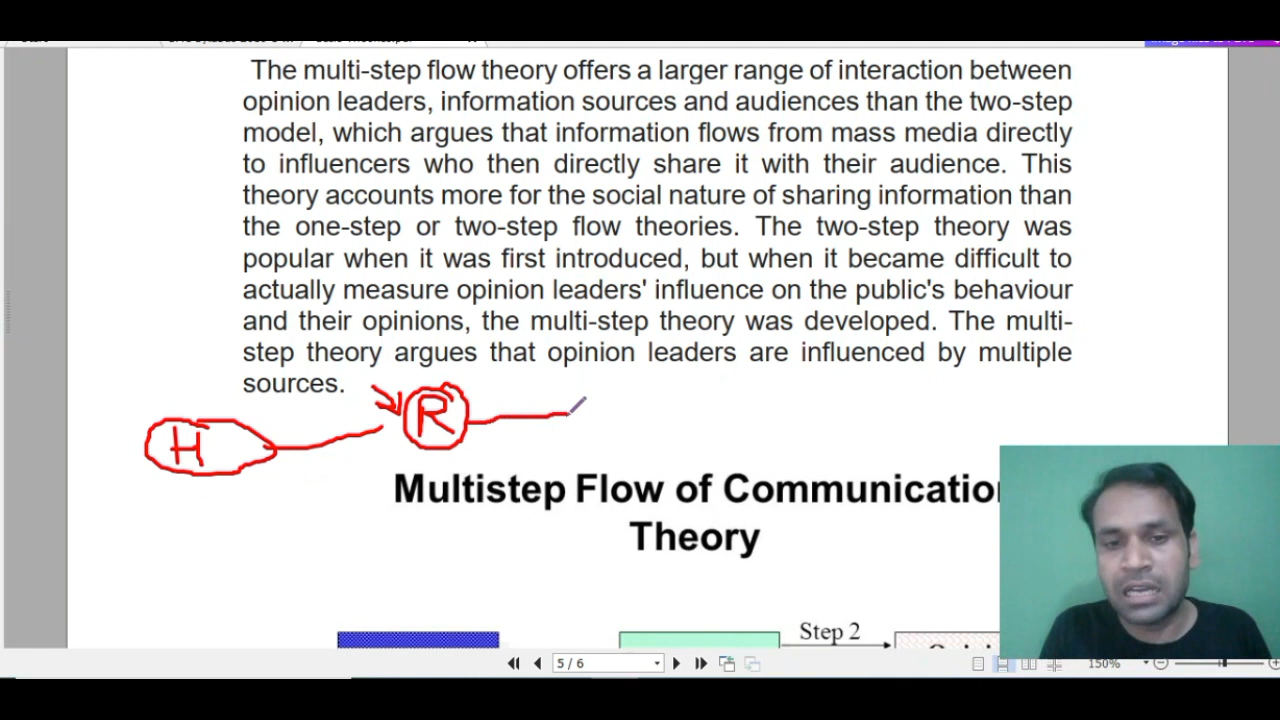 The multi-step flow theory offers a larger range of interaction between
opinion leaders, information sources and audiences than the two-step
model, which argues that information flows from mass media directly
to influencers who then directly share it with their audience. This
theory accounts more for the social nature of sharing information than
the one-step or two-step flow theories. The two-step theory was
popular when it was first introduced, but when it became difficult to
actually measure opinion leaders' influence on the public's behaviour
and their opinions, the multi-step theory was developed. The multi-
step theory argues that opinion leaders are influenced by multiple
sources.
H
R
Multistep Flow of Communication
Theory
Step 2
5 / 6
150%